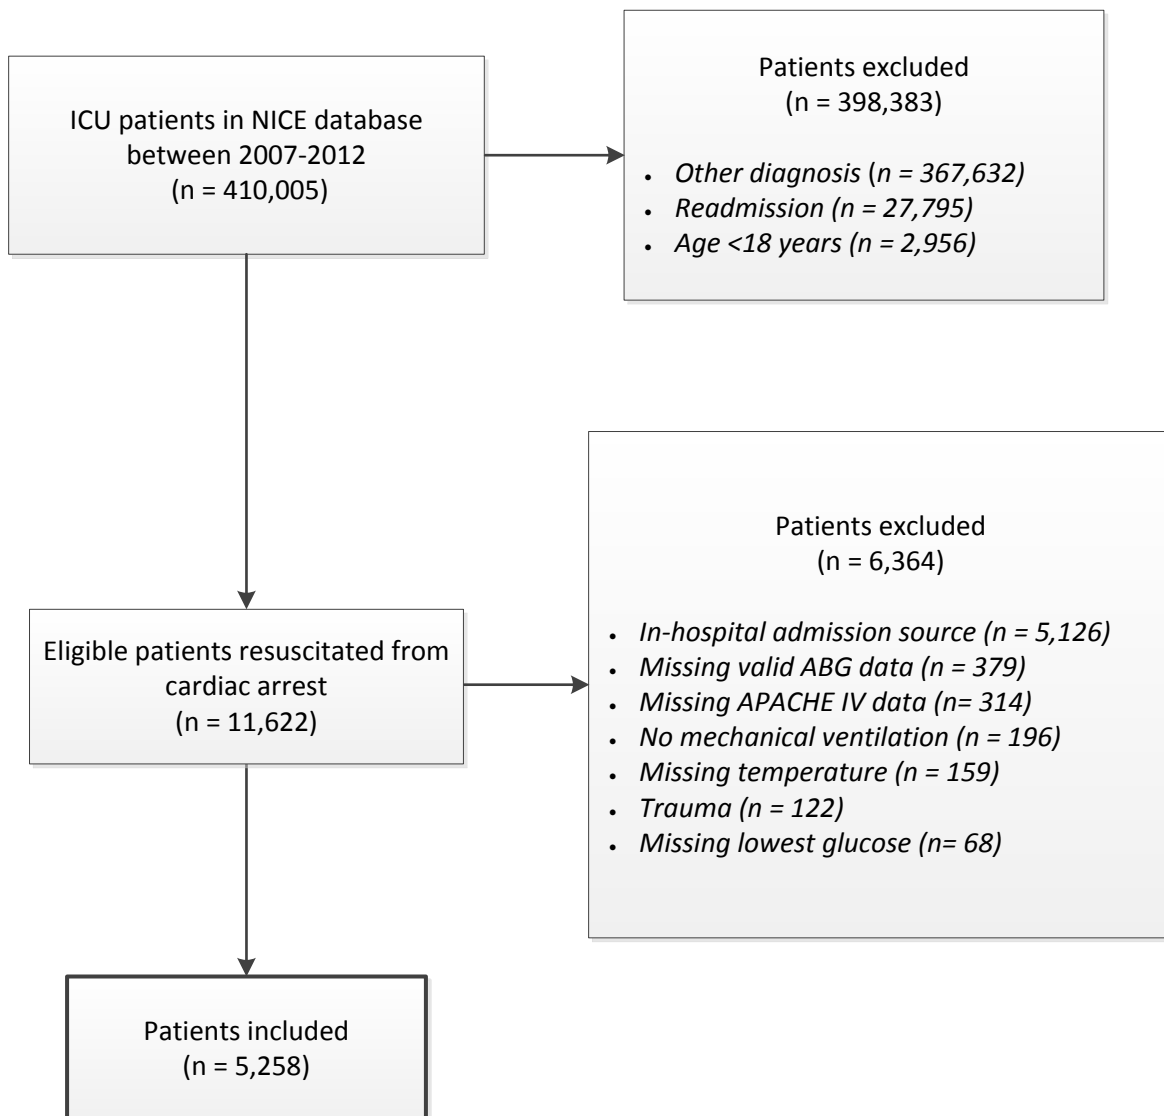 ICU patients in NICE database
between 2007-2012
(n = 410,005)
Patients excluded
(n = 398,383)
• Other diagnosis (n = 367,632)
• Readmission (n = 27,795)
• Age <18 years (n = 2,956)
Eligible patients resuscitated from
cardiac arrest
(n = 11,622)
Patients excluded
(n = 6,364)
• In-hospital admission source (n = 5,126)
• Missing valid ABG data (n = 379)
• Missing APACHE IV data (n= 314)
• No mechanical ventilation (n = 196)
• Missing temperature (n = 159)
• Trauma (n = 122)
• Missing lowest glucose (n= 68)
Patients included
(n = 5,258)